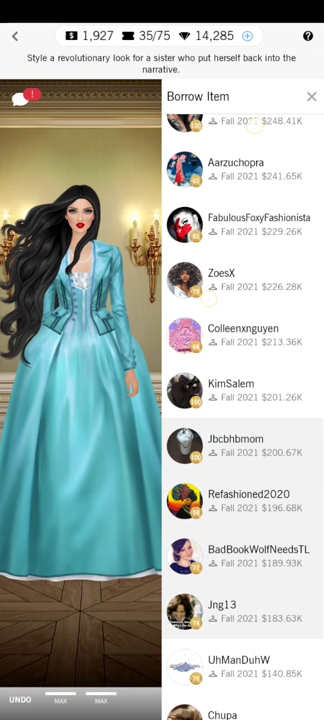 $ 1,927 35/75 14,285
Style a revolutionary look for a sister who put herself back into the
narrative.
Borrow Item
Fall 2021 $248.41K
Aarzuchopra
Fall 2021 $241.65K
FabulousFoxyFashionista
Fall 2021 $229.26K
ZoesX
Fall 2021 $226.28K
Colleenxnguyen
Fall 2021 $213.36K
KimSalem
Fall 2021 $201.26K
Jbcbhbmom
Fall 2021 $200.67K
Refashioned2020
Fall 2021 $196.68K
BadBookWolfNeedsTL
Fall 2021 $189.93K
Jng13
Fall 2021 $183.63K
UhManDuhW
Fall 2021 $140.85K
Chupa
UNDO MAX MAX